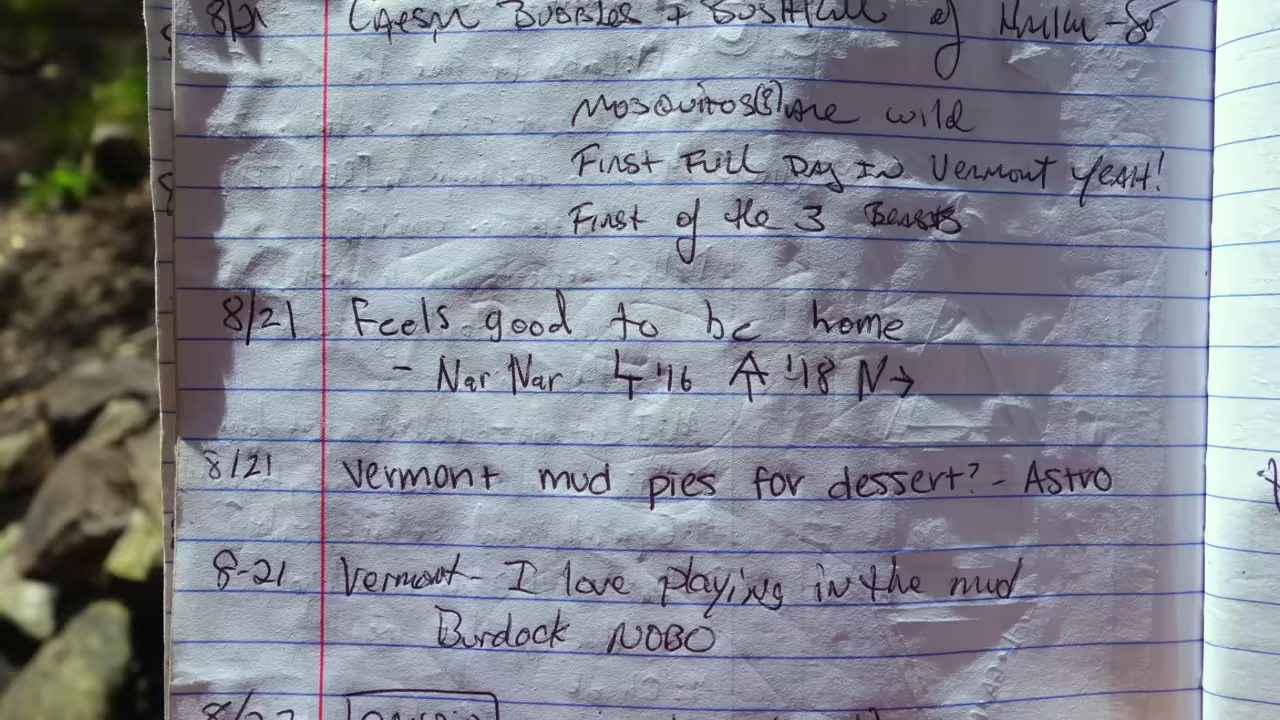 8/21 Bubbles + of
Mosquitos(?) are wild
First Full Day In Vermont Yeah!
First of the 3 Beasts
8/21 Feels good to be home
- Nar Nar '16 '18 N→
8/21 Vermont mud pies for dessert? - Astro
8-21 Vermont - I love playing in the mud
Burdock NOBO